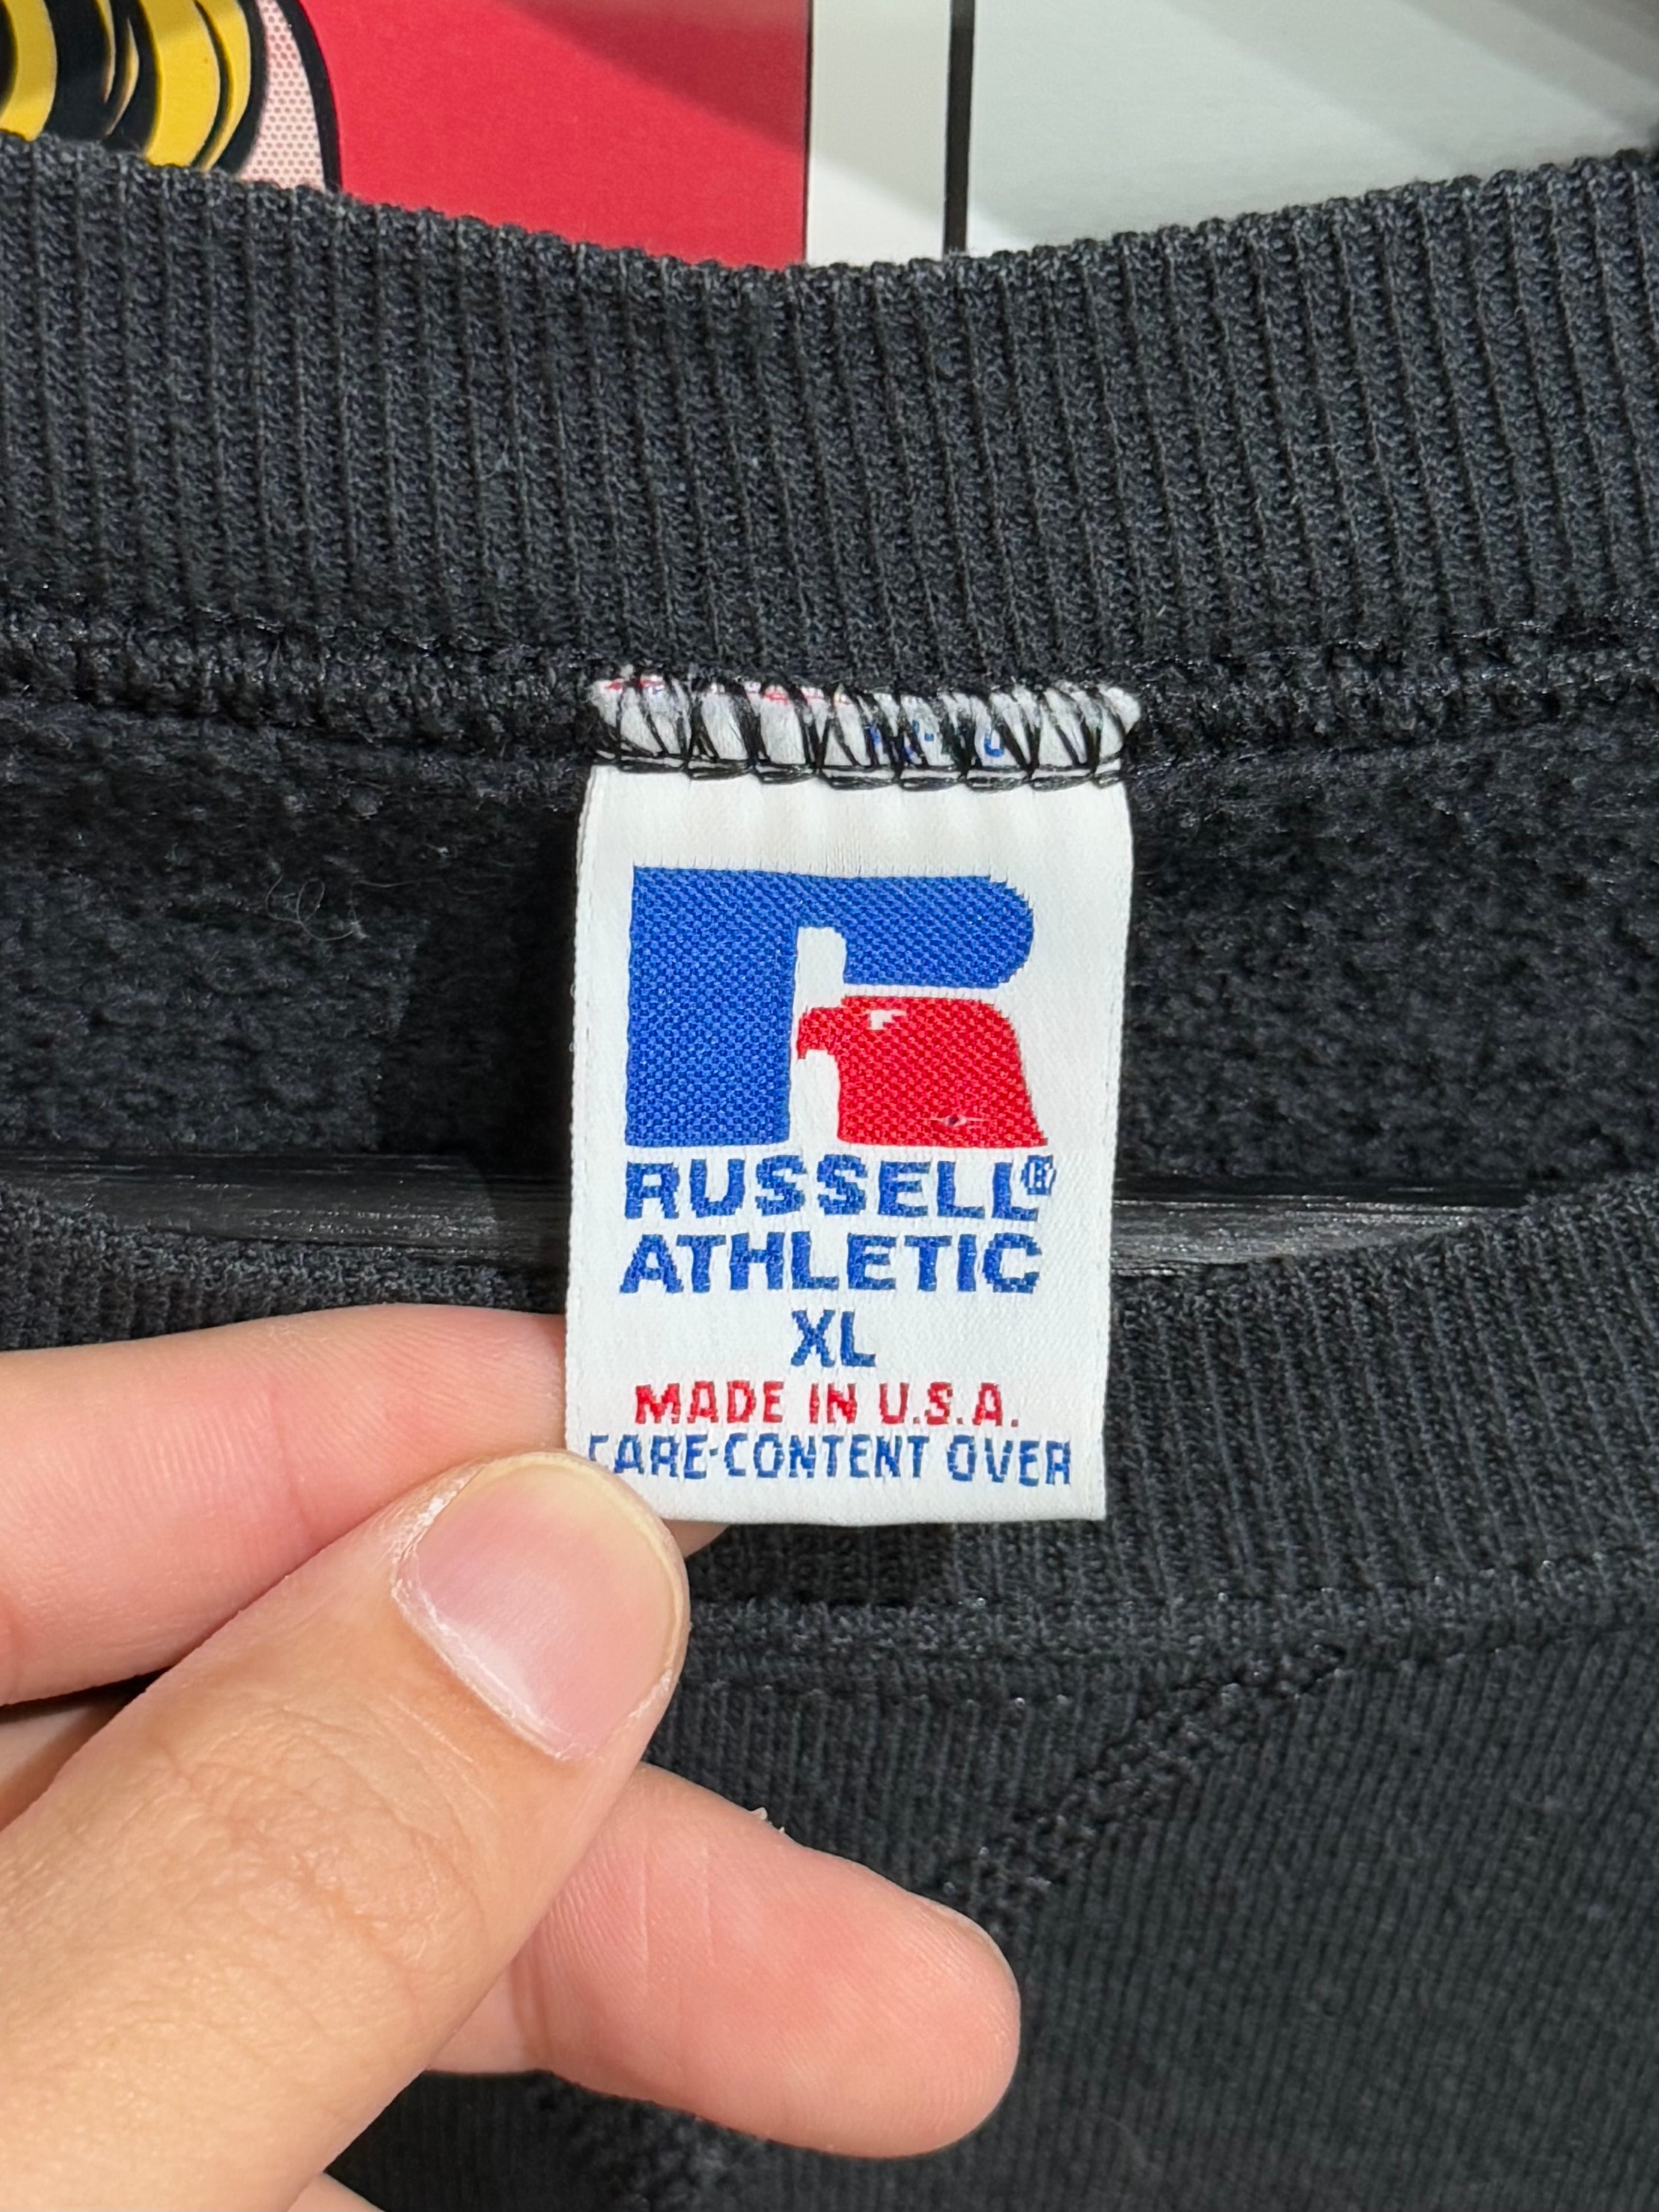 RUSSELL®
ATHLETIC
XL
MADE IN U.S.A.
CARE·CONTENT OVER